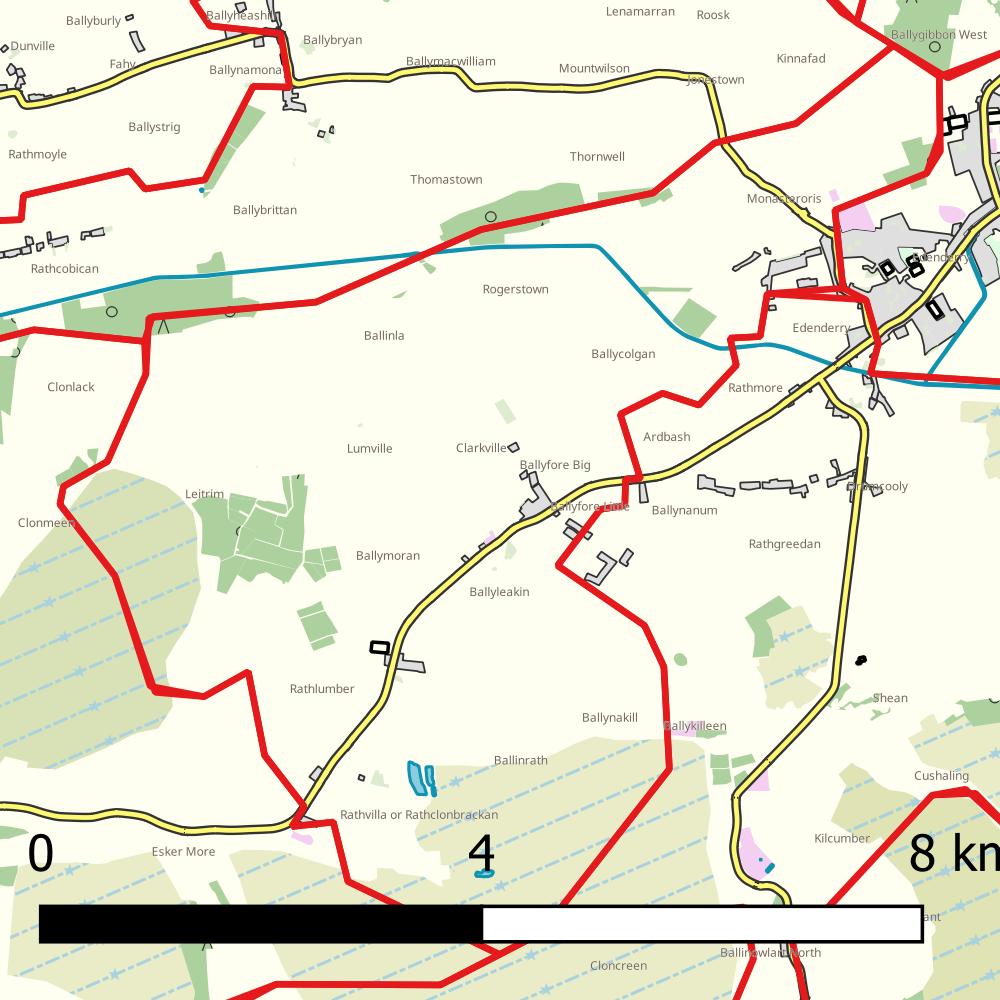 Lenamarran
Roosk
Ballyheashill
Ballyburly
Ballygibbon West
Ballybryan
Dunville
Kinnafad
Fahy
Ballymacwilliam
Ballynamona
Mountwilson
Jonestown
Ballystrig
Rathmoyle
Thornwell
Thomastown
Monasteroris
Ballybrittan
Edenderry
Rathcobican
Rogerstown
Edenderry
Ballinla
Ballycolgan
Clonlack
Rathmore
Ardbash
Lumville
Clarkville
Ballyfore Big
Leitrim
Dromcooly
Ballyfore Little
Ballynanum
Clonmeen
Rathgreedan
Ballymoran
Ballyleakin
Rathlumber
Shean
Ballynakill
Ballykilleen
Ballinrath
Cushaling
Rathvilla or Rathclonbrackan
Kilcumber
Esker More
0 4 8 km
ant
Ballinowlart North
Cloncreen